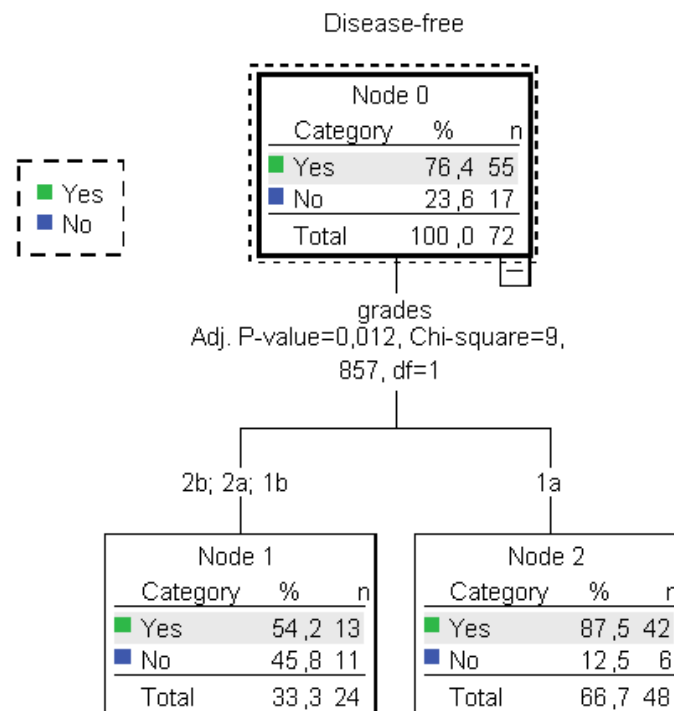 Disease-free
Yes
No
Node 0
Category % n
Yes 76 ,4 55
No 23 ,6 17
Total 100 ,0 72
grades
Adj. P-value=0,012, Chi-square=9,
857, df=1
2b; 2a; 1b
1a
Node 1
Category % n
Yes 54 ,2 13
No 45 ,8 11
Total 33 ,3 24
Node 2
Category % n
Yes 87,5 42
No 12,5 6
Total 66,7 48